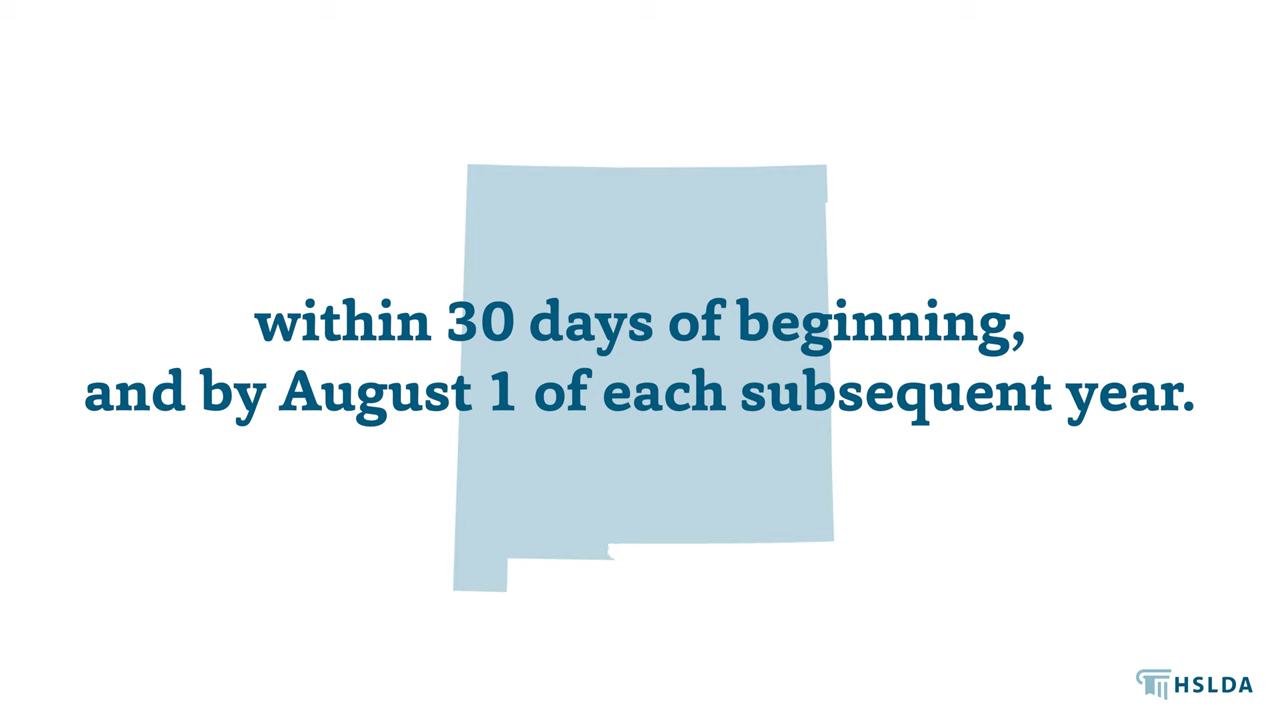 within 30 days of beginning,
and by August 1 of each subsequent year.
HSLDA